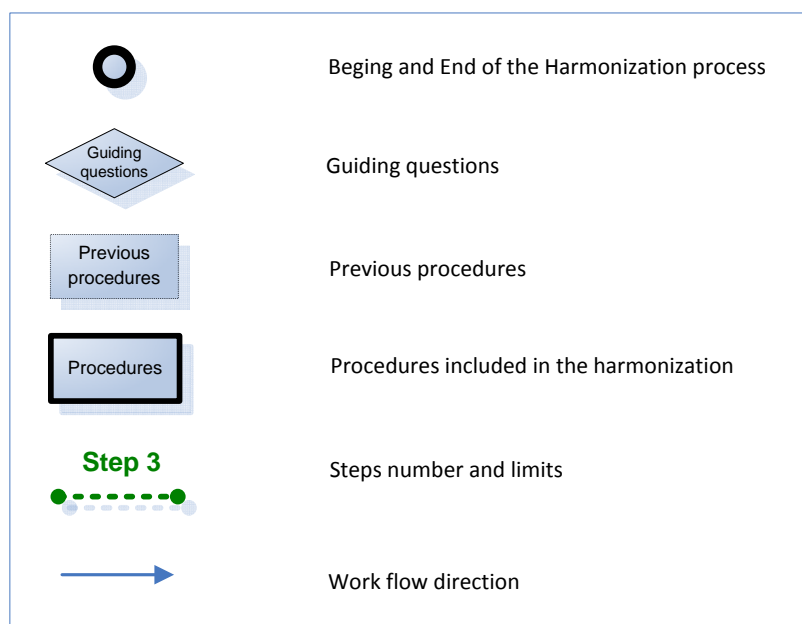 Beging and End of the Harmonization process
Guiding
questions
Guiding questions
Previous
procedures
Previous procedures
Procedures
Procedures included in the harmonization
Step 3
Steps number and limits
Work flow direction